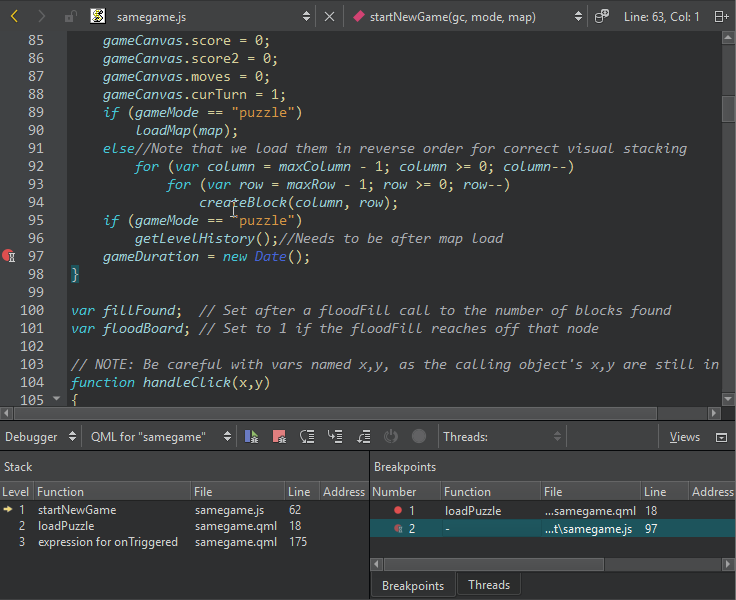 samegame.js startNewGame(gc, mode, map) Line: 63, Col: 1
85 gameCanvas.score = 0;
86 gameCanvas.score2 = 0;
87 gameCanvas.moves = 0;
88 gameCanvas.curTurn = 1;
89 if (gameMode == "puzzle")
90 loadMap(map);
91 else//Note that we load them in reverse order for correct visual stacking
92 for (var column = maxColumn - 1; column >= 0; column--)
93 for (var row = maxRow - 1; row >= 0; row--)
94 createBlock(column, row);
95 if (gameMode == "puzzle")
96 getLevelHistory();//Needs to be after map load
97 gameDuration = new Date();
98 }
99
100 var fillFound;  // Set after a floodFill call to the number of blocks found
101 var floodBoard; // Set to 1 if the floodFill reaches off that node
102
103 // NOTE: Be careful with vars named x,y, as the calling object's x,y are still in
104 function handleClick(x,y)
105 {
Debugger QML for "samegame" Threads: Views
Stack Breakpoints
Level Function File Line Address Number Function File Line Address
1 startNewGame samegame.js 62 1 loadPuzzle ...samegame.qml 18
2 loadPuzzle samegame.qml 18 2 - ...t\samegame.js 97
3 expression for onTriggered samegame.qml 175
Breakpoints Threads